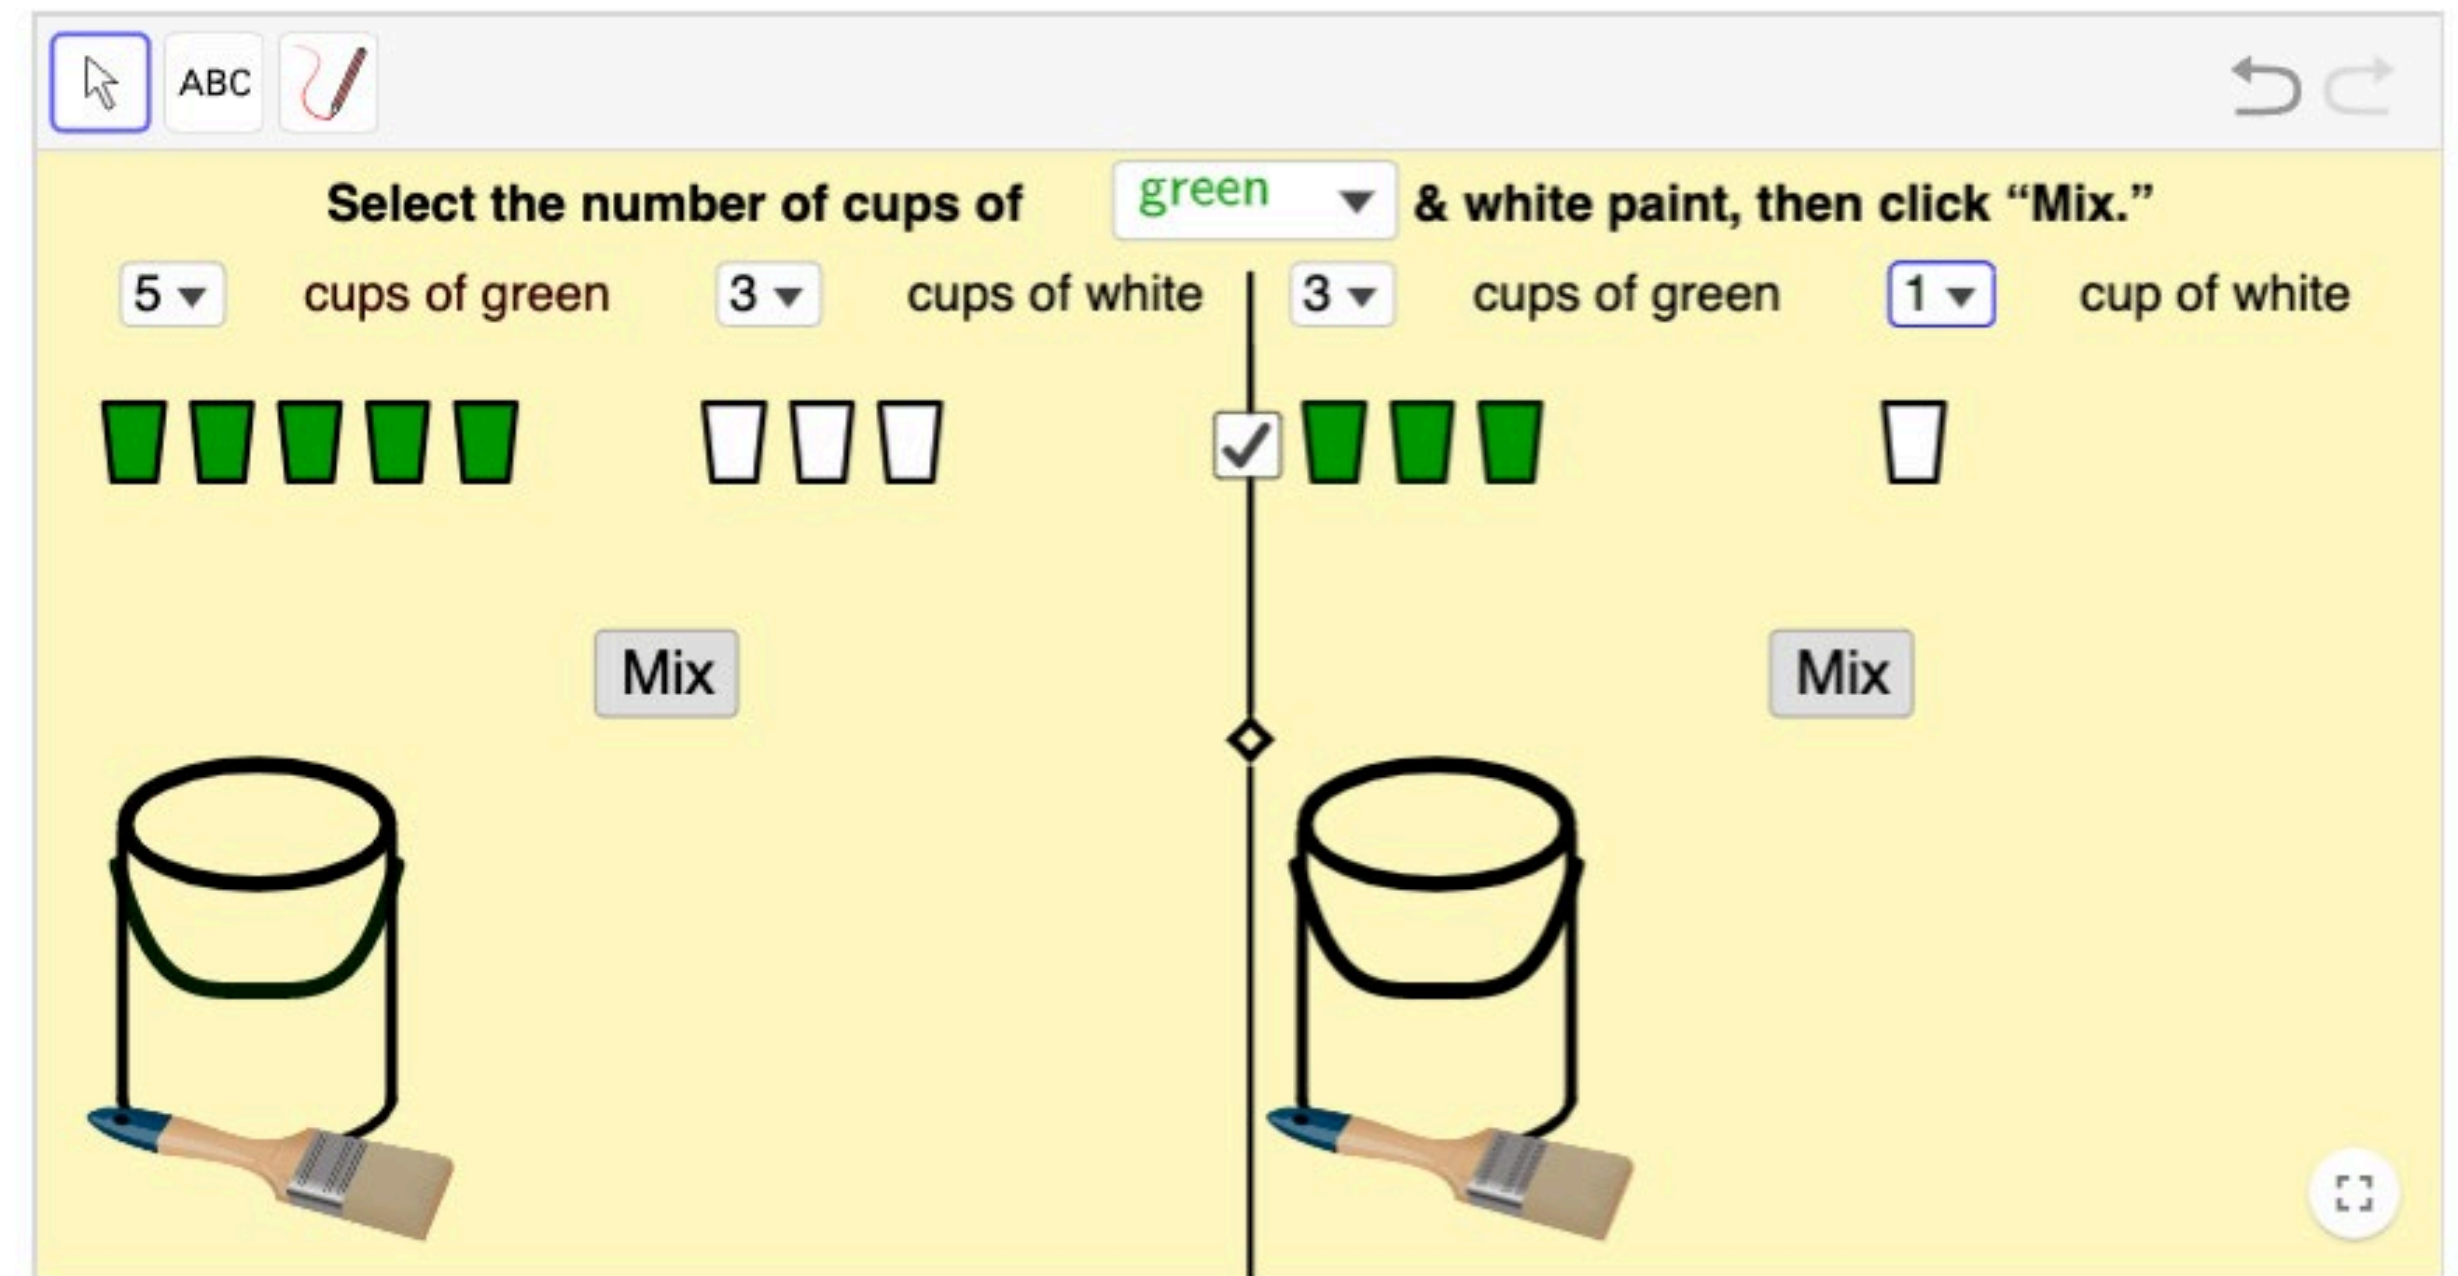 ABC
Select the number of cups of green & white paint, then click “Mix.”
5 cups of green 3 cups of white 3 cups of green 1 cup of white
Mix Mix